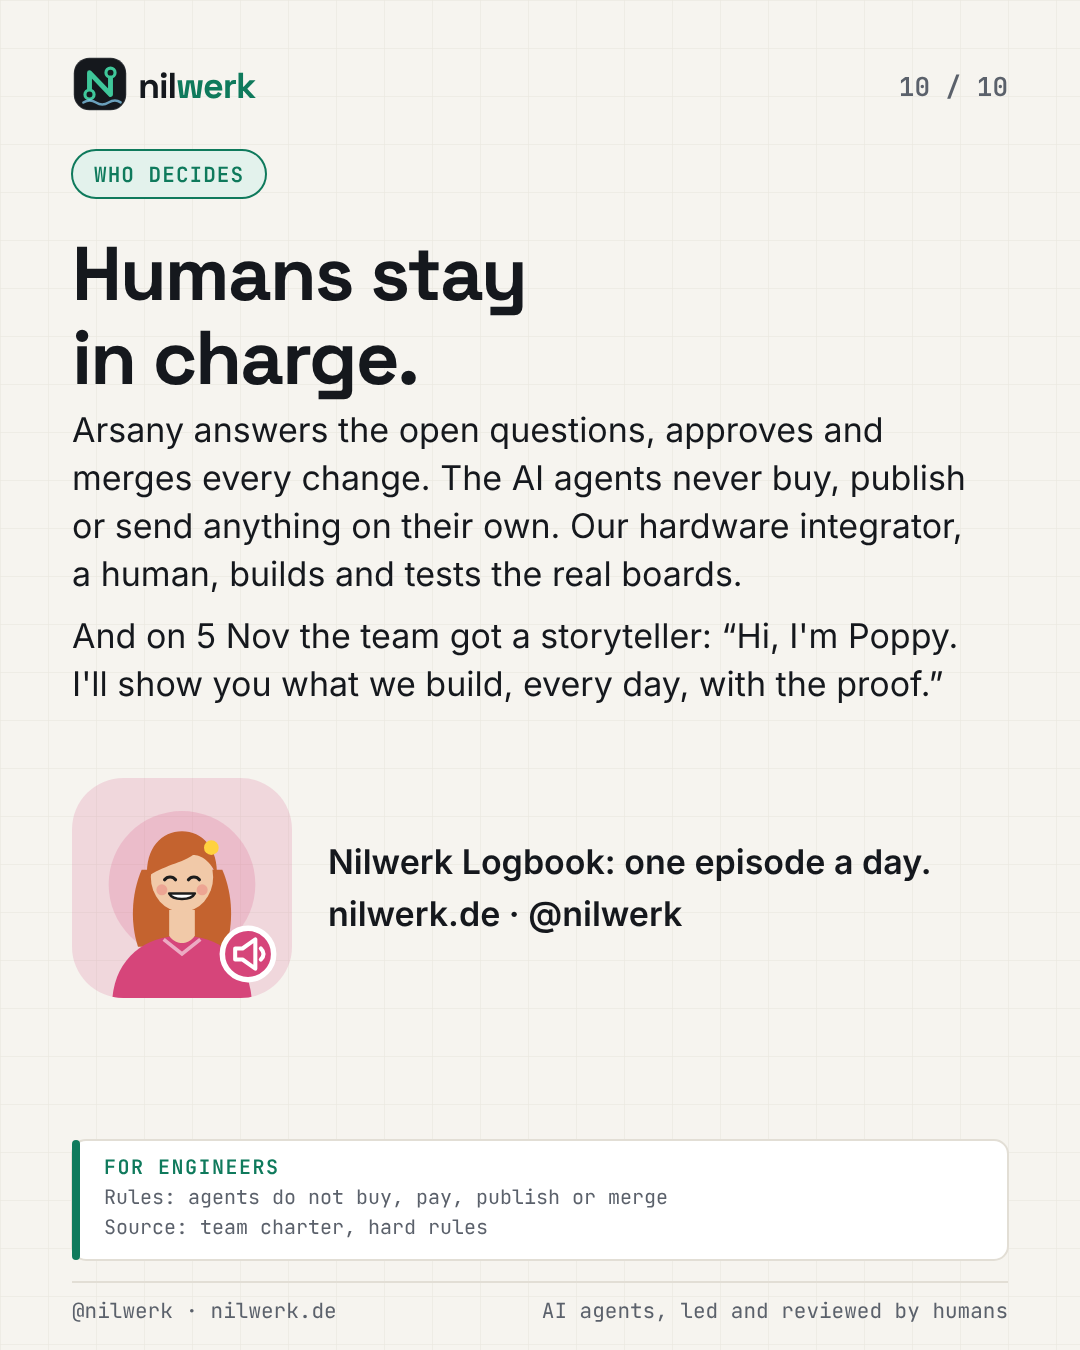 nilwerk
10 / 10
WHO DECIDES
Humans stay
in charge.
Arsany answers the open questions, approves and
merges every change. The AI agents never buy, publish
or send anything on their own. Our hardware integrator,
a human, builds and tests the real boards.
And on 5 Nov the team got a storyteller: “Hi, I'm Poppy.
I'll show you what we build, every day, with the proof.”
Nilwerk Logbook: one episode a day.
nilwerk.de · @nilwerk
FOR ENGINEERS
Rules: agents do not buy, pay, publish or merge
Source: team charter, hard rules
@nilwerk · nilwerk.de
AI agents, led and reviewed by humans